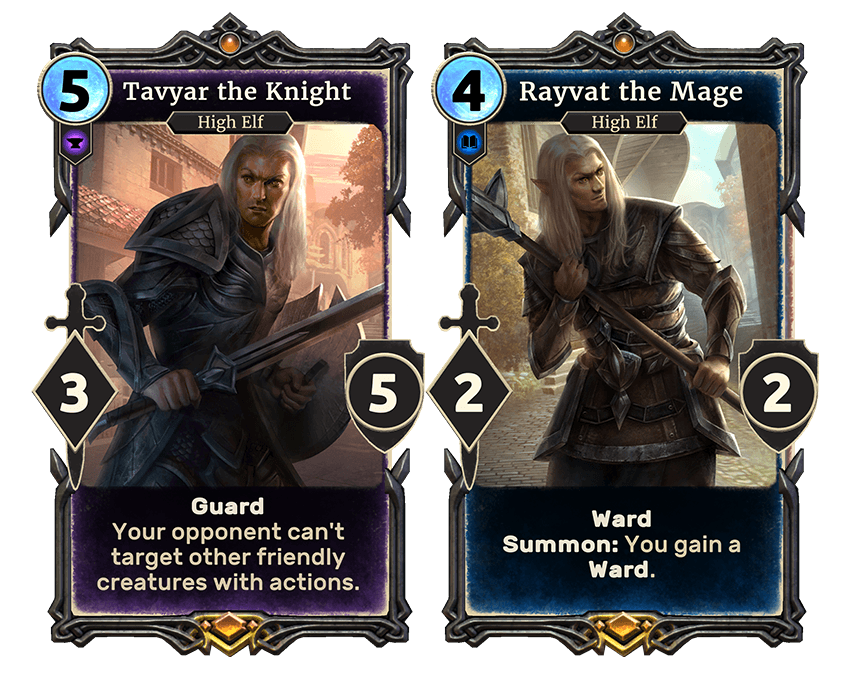 5
Tavyar the Knight
High Elf
3
5
Guard
Your opponent can't
target other friendly
creatures with actions.
4
Rayvat the Mage
High Elf
2
2
Ward
Summon: You gain a
Ward.